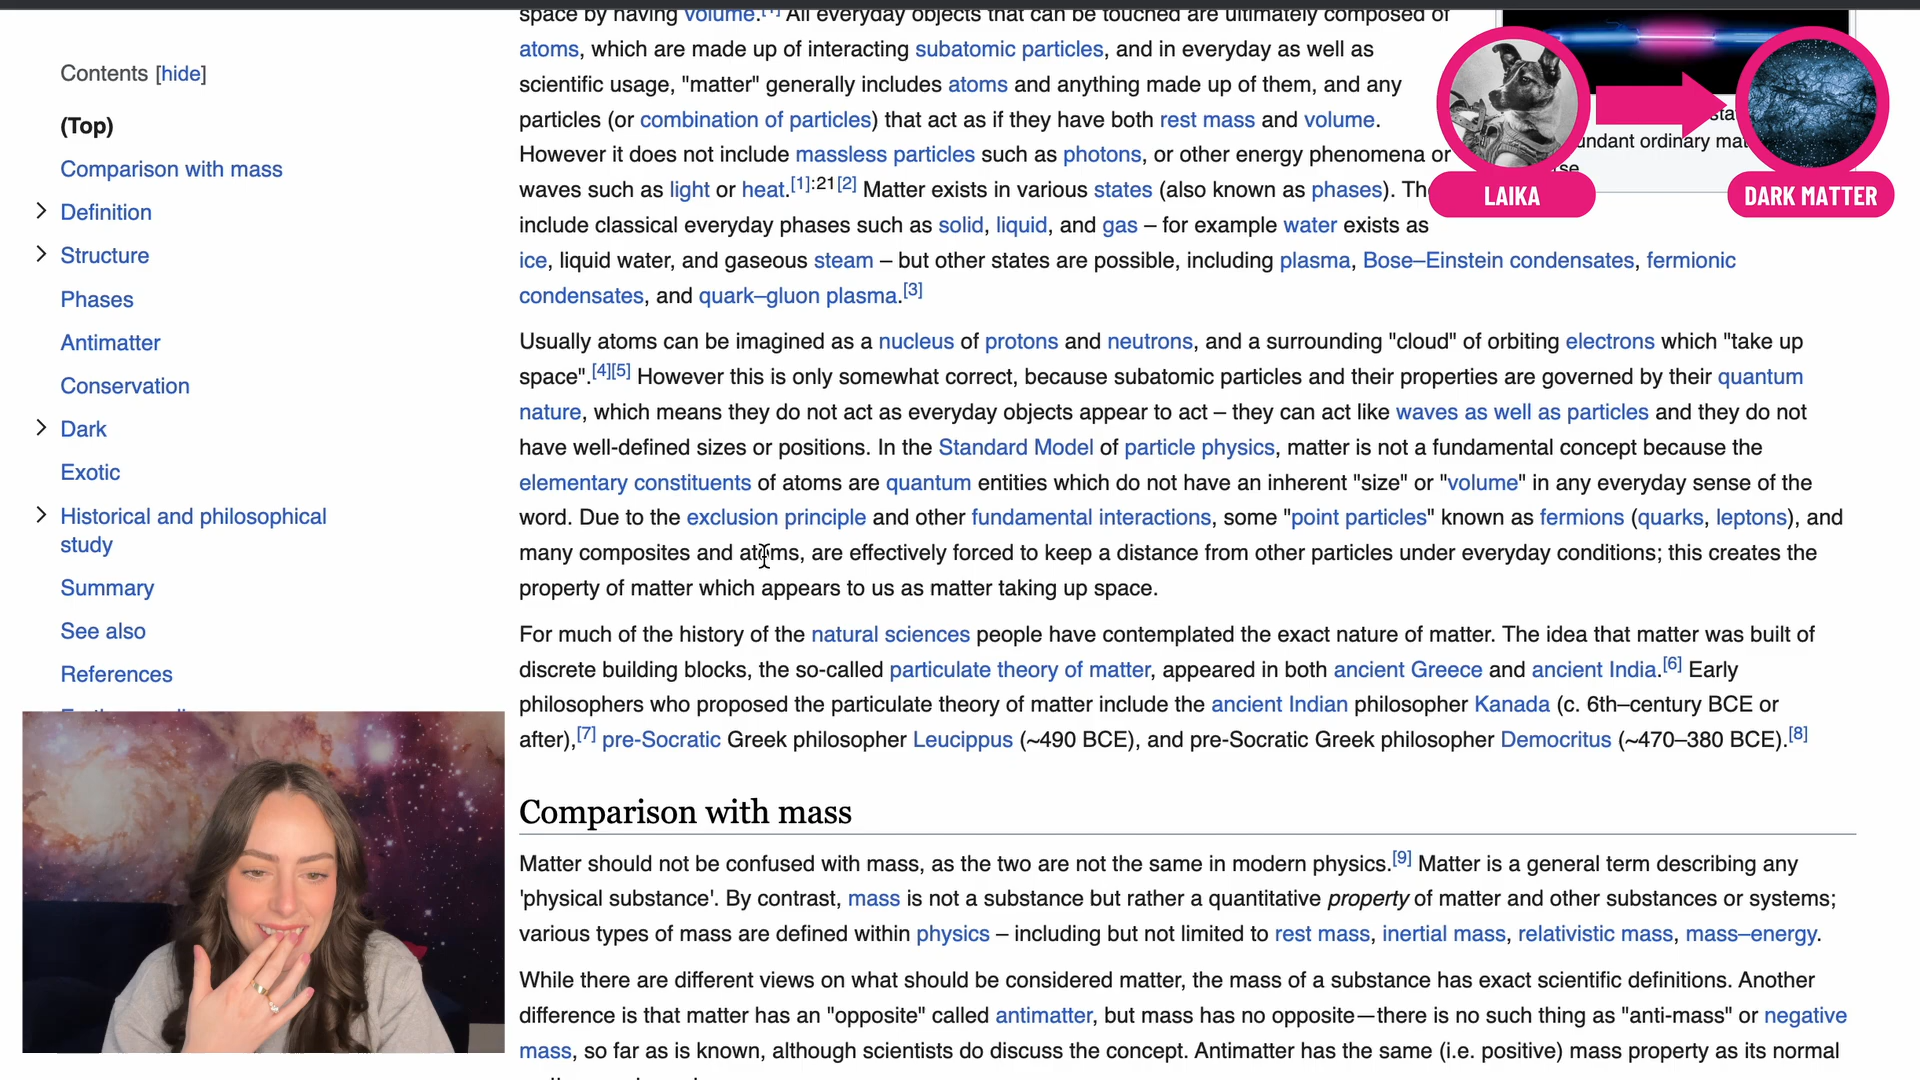 Contents [hide]
(Top)
Comparison with mass
Definition
Structure
Phases
Antimatter
Conservation
Dark
Exotic
Historical and philosophical
study
Summary
See also
References
space by having volume.[1] All everyday objects that can be touched are ultimately composed of
atoms, which are made up of interacting subatomic particles, and in everyday as well as
scientific usage, "matter" generally includes atoms and anything made up of them, and any
particles (or combination of particles) that act as if they have both rest mass and volume.
However it does not include massless particles such as photons, or other energy phenomena or
waves such as light or heat.[1]:21[2] Matter exists in various states (also known as phases).
include classical everyday phases such as solid, liquid, and gas – for example water exists as
ice, liquid water, and gaseous steam – but other states are possible, including plasma, Bose–Einstein condensates, fermionic
condensates, and quark–gluon plasma.[3]
Usually atoms can be imagined as a nucleus of protons and neutrons, and a surrounding "cloud" of orbiting electrons which "take up
space".[4][5] However this is only somewhat correct, because subatomic particles and their properties are governed by their quantum
nature, which means they do not act as everyday objects appear to act – they can act like waves as well as particles and they do not
have well-defined sizes or positions. In the Standard Model of particle physics, matter is not a fundamental concept because the
elementary constituents of atoms are quantum entities which do not have an inherent "size" or "volume" in any everyday sense of the
word. Due to the exclusion principle and other fundamental interactions, some "point particles" known as fermions (quarks, leptons), and
many composites and atoms, are effectively forced to keep a distance from other particles under everyday conditions; this creates the
property of matter which appears to us as matter taking up space.
For much of the history of the natural sciences people have contemplated the exact nature of matter. The idea that matter was built of
discrete building blocks, the so-called particulate theory of matter, appeared in both ancient Greece and ancient India.[6] Early
philosophers who proposed the particulate theory of matter include the ancient Indian philosopher Kanada (c. 6th–century BCE or
after),[7] pre-Socratic Greek philosopher Leucippus (~490 BCE), and pre-Socratic Greek philosopher Democritus (~470–380 BCE).[8]
Comparison with mass
Matter should not be confused with mass, as the two are not the same in modern physics.[9] Matter is a general term describing any
'physical substance'. By contrast, mass is not a substance but rather a quantitative property of matter and other substances or systems;
various types of mass are defined within physics – including but not limited to rest mass, inertial mass, relativistic mass, mass–energy.
While there are different views on what should be considered matter, the mass of a substance has exact scientific definitions. Another
difference is that matter has an "opposite" called antimatter, but mass has no opposite—there is no such thing as "anti-mass" or negative
mass, so far as is known, although scientists do discuss the concept. Antimatter has the same (i.e. positive) mass property as its normal
ordinary
LAIKA
DARK MATTER